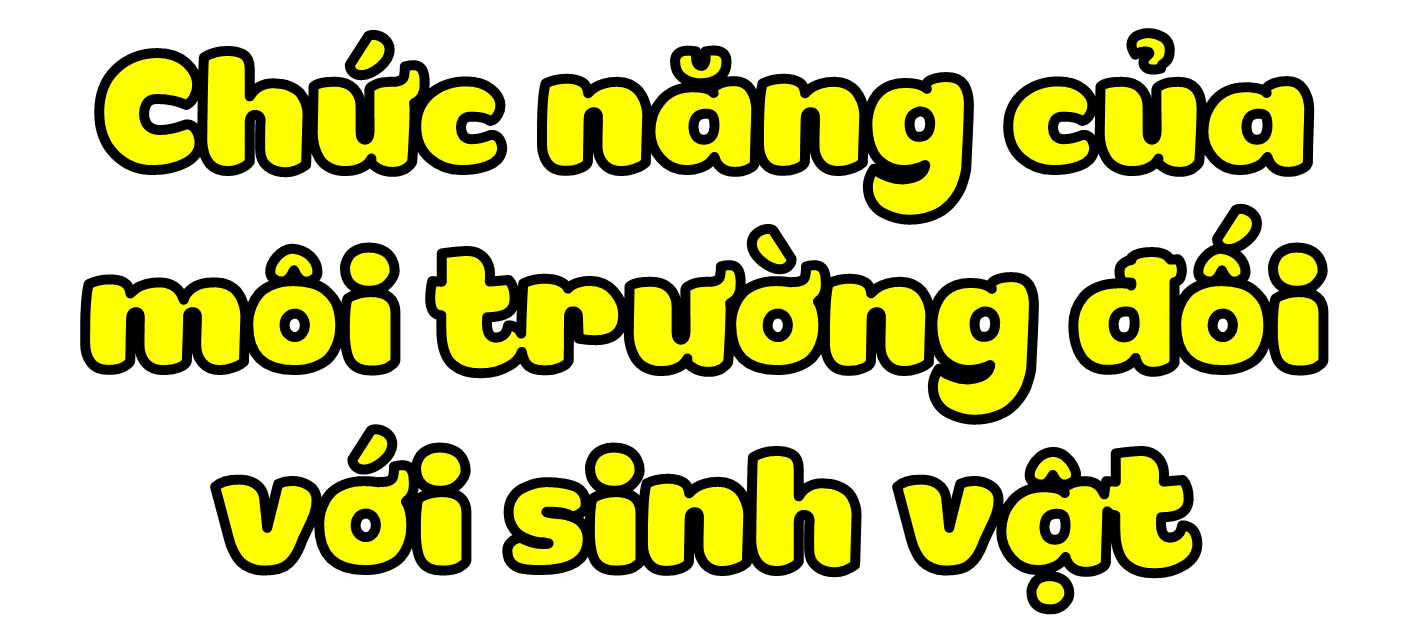 Chức năng của
môi trường đối
với sinh vật